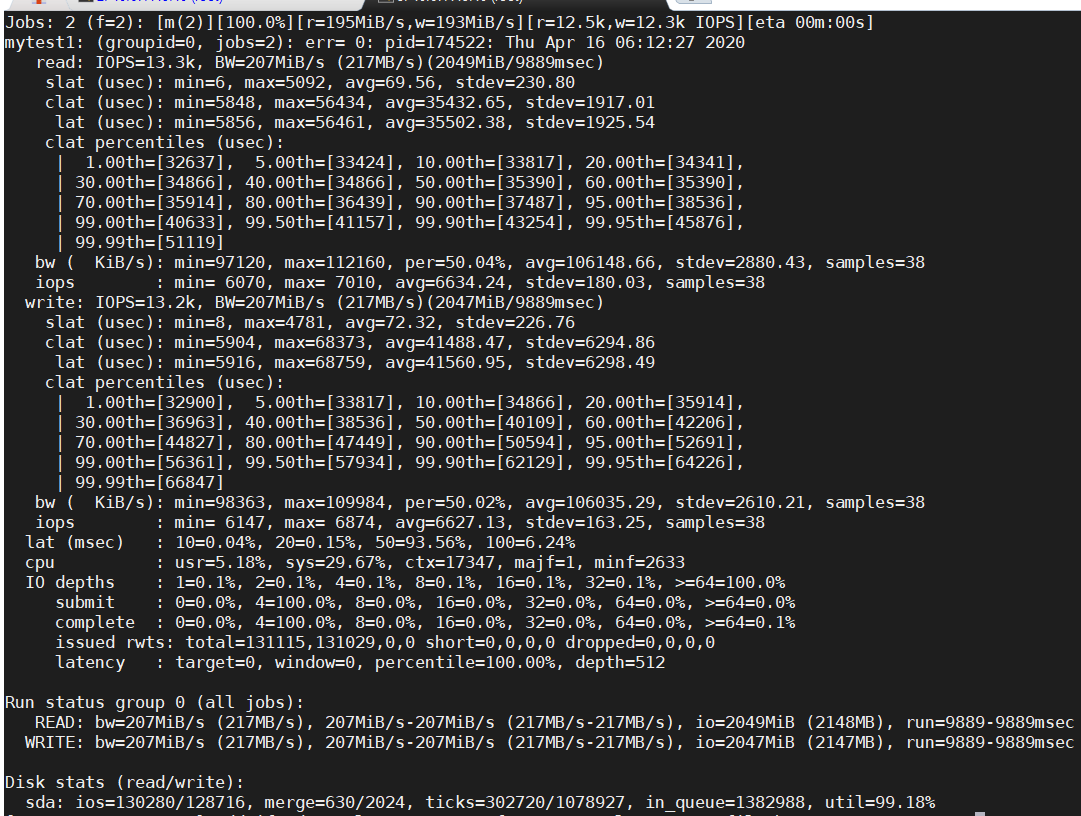 Jobs: 2 (f=2): [m(2)][100.0%][r=195MiB/s,w=193MiB/s][r=12.5k,w=12.3k IOPS][eta 00m:00s]
mytest1: (groupid=0, jobs=2): err= 0: pid=174522: Thu Apr 16 06:12:27 2020
   read: IOPS=13.3k, BW=207MiB/s (217MB/s)(2049MiB/9889msec)
    slat (usec): min=6, max=5092, avg=69.56, stdev=230.80
    clat (usec): min=5848, max=56434, avg=35432.65, stdev=1917.01
     lat (usec): min=5856, max=56461, avg=35502.38, stdev=1925.54
    clat percentiles (usec):
     |  1.00th=[32637],  5.00th=[33424], 10.00th=[33817], 20.00th=[34341],
     | 30.00th=[34866], 40.00th=[34866], 50.00th=[35390], 60.00th=[35390],
     | 70.00th=[35914], 80.00th=[36439], 90.00th=[37487], 95.00th=[38536],
     | 99.00th=[40633], 99.50th=[41157], 99.90th=[43254], 99.95th=[45876],
     | 99.99th=[51119]
   bw (  KiB/s): min=97120, max=112160, per=50.04%, avg=106148.66, stdev=2880.43, samples=38
   iops        : min= 6070, max= 7010, avg=6634.24, stdev=180.03, samples=38
  write: IOPS=13.2k, BW=207MiB/s (217MB/s)(2047MiB/9889msec)
    slat (usec): min=8, max=4781, avg=72.32, stdev=226.76
    clat (usec): min=5904, max=68373, avg=41488.47, stdev=6294.86
     lat (usec): min=5916, max=68759, avg=41560.95, stdev=6298.49
    clat percentiles (usec):
     |  1.00th=[32900],  5.00th=[33817], 10.00th=[34866], 20.00th=[35914],
     | 30.00th=[36963], 40.00th=[38536], 50.00th=[40109], 60.00th=[42206],
     | 70.00th=[44827], 80.00th=[47449], 90.00th=[50594], 95.00th=[52691],
     | 99.00th=[56361], 99.50th=[57934], 99.90th=[62129], 99.95th=[64226],
     | 99.99th=[66847]
   bw (  KiB/s): min=98363, max=109984, per=50.02%, avg=106035.29, stdev=2610.21, samples=38
   iops        : min= 6147, max= 6874, avg=6627.13, stdev=163.25, samples=38
  lat (msec)   : 10=0.04%, 20=0.15%, 50=93.56%, 100=6.24%
  cpu          : usr=5.18%, sys=29.67%, ctx=17347, majf=1, minf=2633
  IO depths    : 1=0.1%, 2=0.1%, 4=0.1%, 8=0.1%, 16=0.1%, 32=0.1%, >=64=100.0%
     submit    : 0=0.0%, 4=100.0%, 8=0.0%, 16=0.0%, 32=0.0%, 64=0.0%, >=64=0.0%
     complete  : 0=0.0%, 4=100.0%, 8=0.0%, 16=0.0%, 32=0.0%, 64=0.0%, >=64=0.1%
     issued rwts: total=131115,131029,0,0 short=0,0,0,0 dropped=0,0,0,0
     latency   : target=0, window=0, percentile=100.00%, depth=512
Run status group 0 (all jobs):
   READ: bw=207MiB/s (217MB/s), 207MiB/s-207MiB/s (217MB/s-217MB/s), io=2049MiB (2148MB), run=9889-9889msec
  WRITE: bw=207MiB/s (217MB/s), 207MiB/s-207MiB/s (217MB/s-217MB/s), io=2047MiB (2147MB), run=9889-9889msec
Disk stats (read/write):
  sda: ios=130280/128716, merge=630/2024, ticks=302720/1078927, in_queue=1382988, util=99.18%